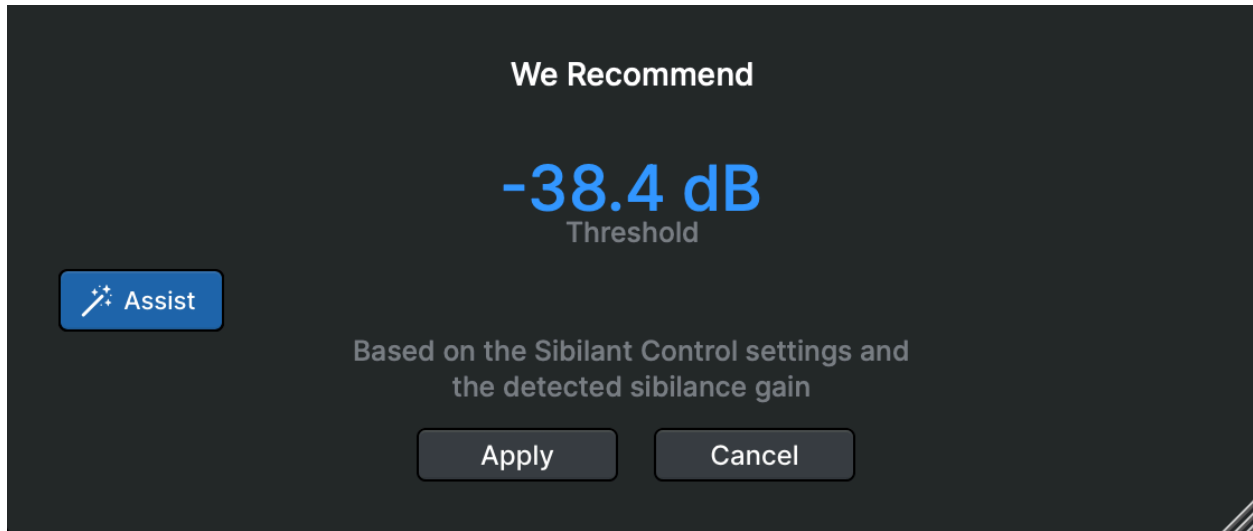 We Recommend
-38.4 dB
Threshold
Assist
Based on the Sibilant Control settings and
the detected sibilance gain
Apply
Cancel